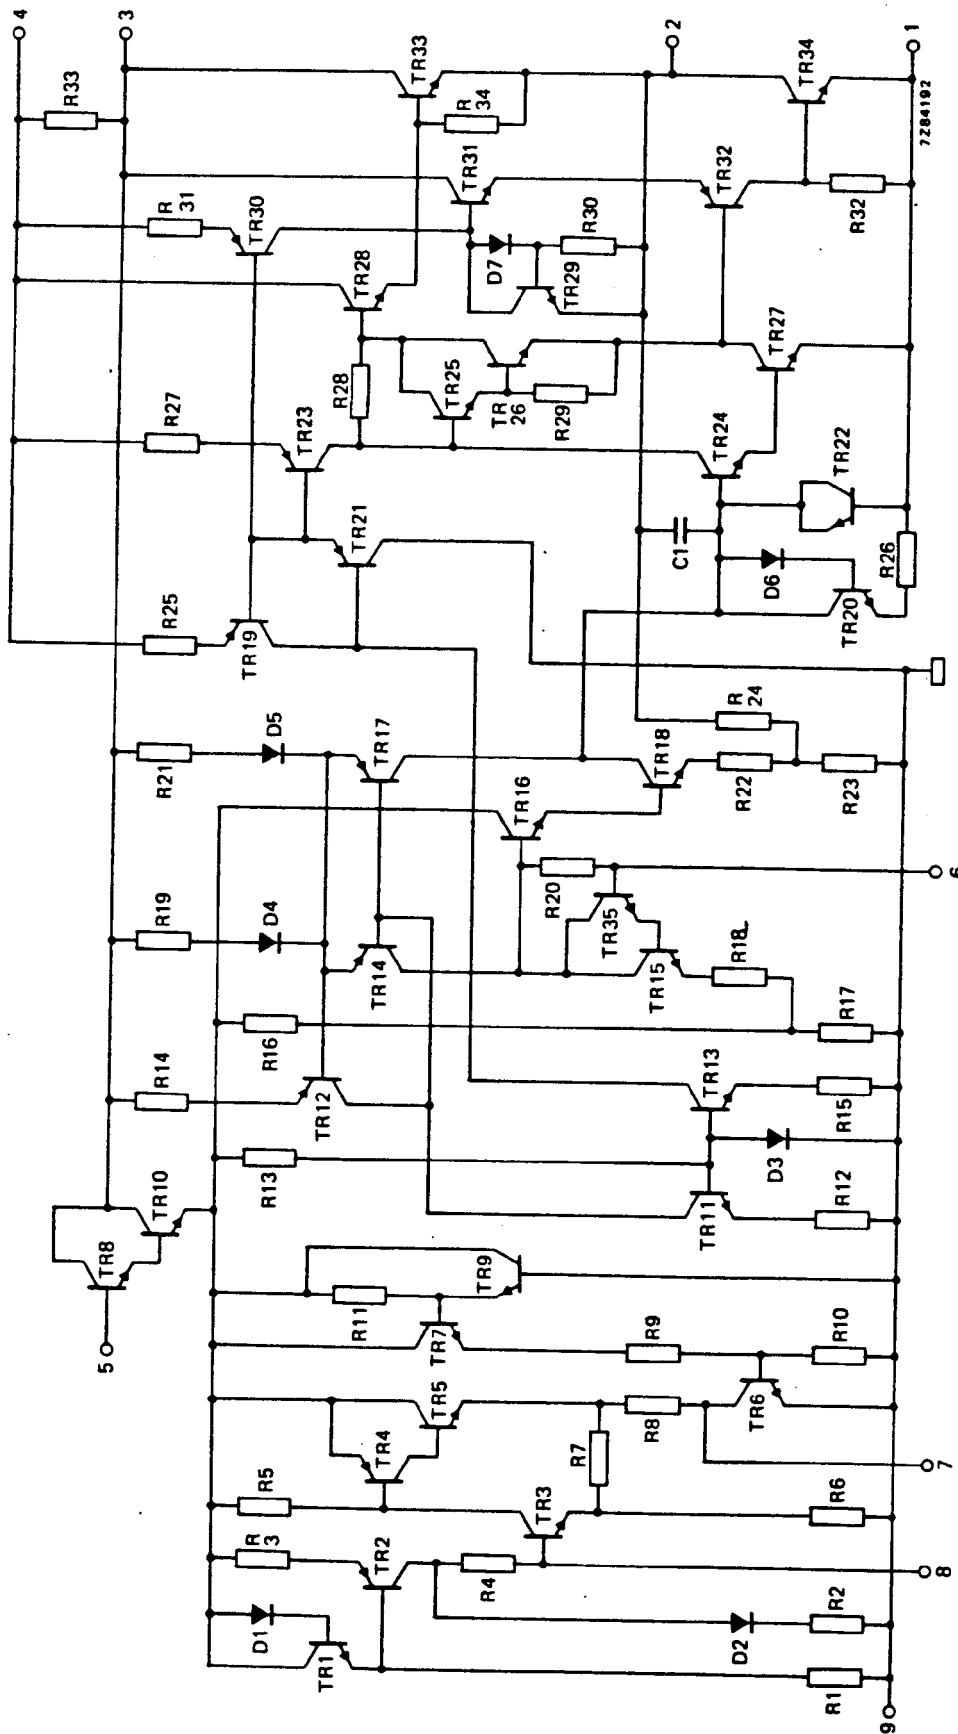 4
3
R33
TR33
R
34
2
TR34
1
7Z84192
R
31
TR30
TR31
TR32
R32
D7
R30
TR29
TR28
R27
TR23
R28
TR25
TR
26
R29
TR27
TR24
TR22
R26
TR21
C1
D6
TR20
R25
TR19
R
24
R21
D5
TR17
TR18
R22
R23
TR16
R20
6
R19
D4
TR14
TR35
TR15
R18
R17
R16
R14
TR12
TR13
R15
R13
D3
TR11
R12
TR10
TR8
5
TR9
R11
TR7
R9
R10
TR5
R8
TR6
7
TR4
R7
R5
TR3
R6
R
3
TR2
R4
8
D1
TR1
D2
R2
R1
9